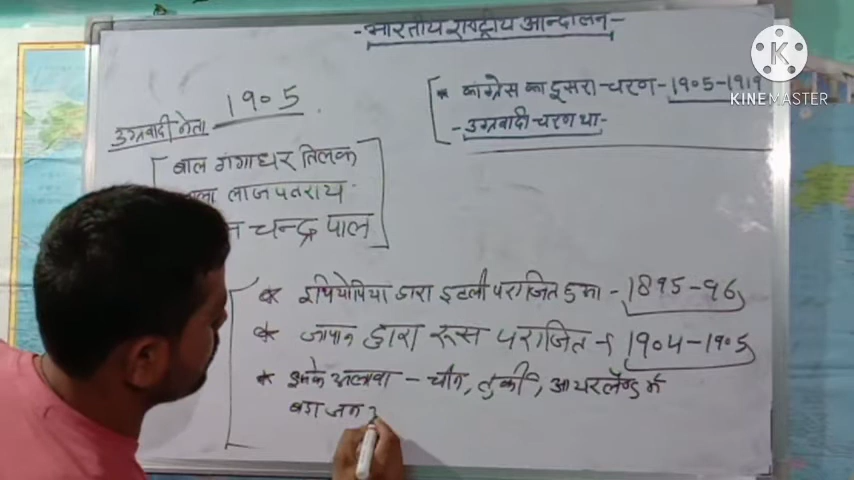 -भारतीय राष्ट्रीय आन्दोलन-
KINEMASTER
* कांग्रेस का दूसरा-चरण-1905-1919
-उग्रवादी चरण था-
1905
उग्रवादी नेता
बाल गंगाधर तिलक
लाजपतराय
चन्द्र पाल
* इथियोपिया द्वारा इटली पराजित हुआ - 1895-96
* जापान द्वारा रूस पराजित - 1904-1905
* इसके अलावा - चीन, तुर्की, आयरलैण्ड में
जन